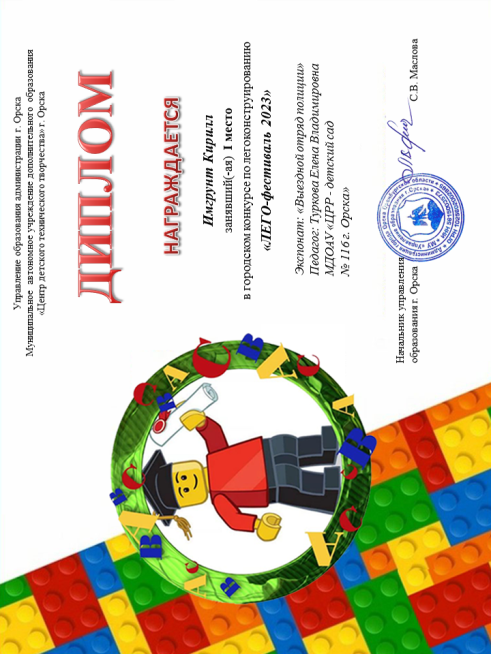 Управление образования администрации г. Орска
Муниципальное автономное учреждение дополнительного образования
«Центр детского технического творчества» г. Орска
ДИПЛОМ
НАГРАЖДАЕТСЯ
Имгрунт Кирилл
занявший(-ая) I место
в городском конкурсе по легоконструированию
«ЛЕГО-фестиваль 2023»
Экспонат: «Выездной отряд полиции»
Педагог: Туркова Елена Владимировна
МДОАУ «ЦРР - детский сад
№ 116 г. Орска»
Начальник управления
образования г. Орска С.В. Маслова